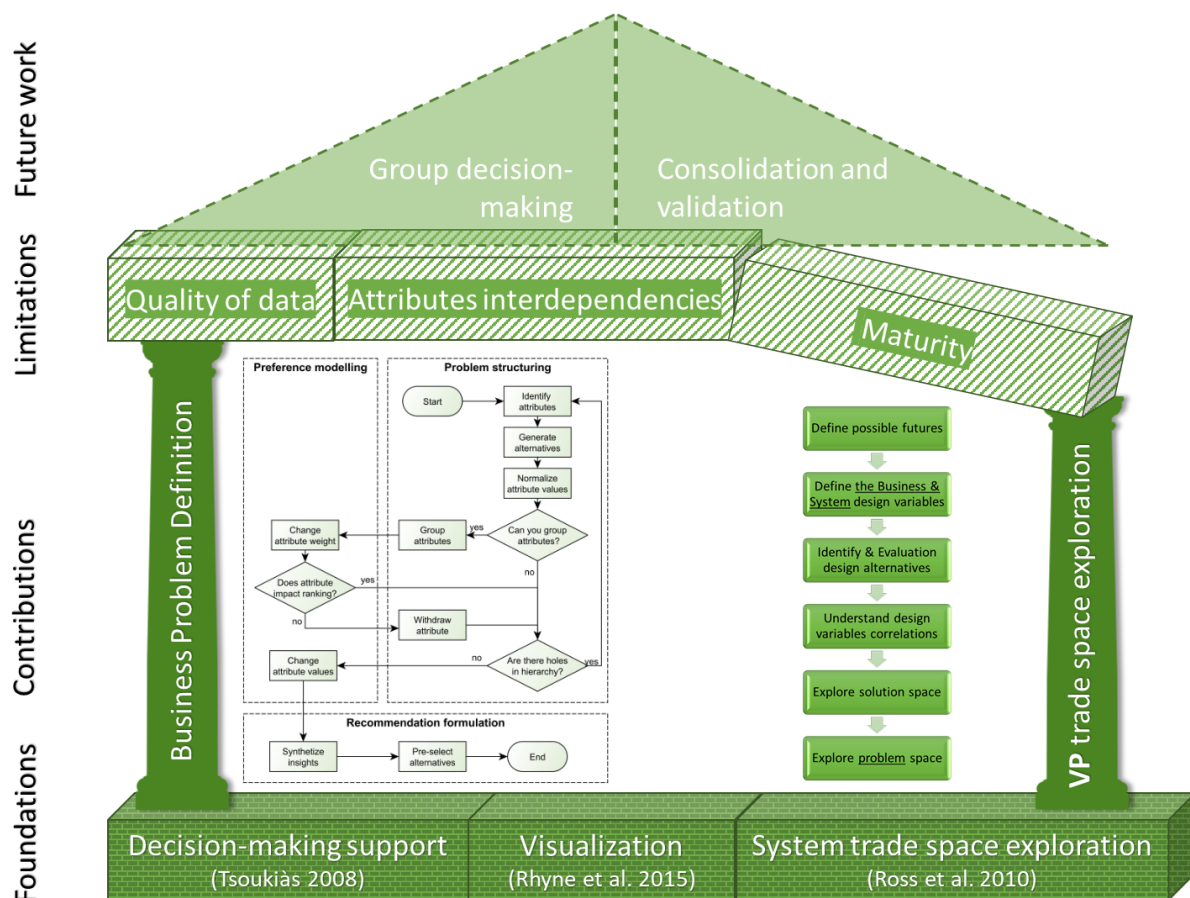 Future work
Group decision-
making
Consolidation and
validation
Limitations
Quality of data
Attributes interdependencies
Maturity
Contributions
Business Problem Definition
Preference modelling
Problem structuring
Start
Identify
attributes
Generate
alternatives
Normalize
attribute values
Can you group
attributes?
yes
Group
attributes
Change
attribute weight
no
Does attribute
impact ranking?
yes
no
Withdraw
attribute
Are there holes
in hierarchy?
yes
no
Change
attribute values
Recommendation formulation
Synthetize
insights
Pre-select
alternatives
End
Define possible futures
Define the Business &
System design variables
Identify & Evaluation
design alternatives
Understand design
variables correlations
Explore solution space
Explore problem space
VP trade space exploration
Foundations
Decision-making support
(Tsoukiàs 2008)
Visualization
(Rhyne et al. 2015)
System trade space exploration
(Ross et al. 2010)